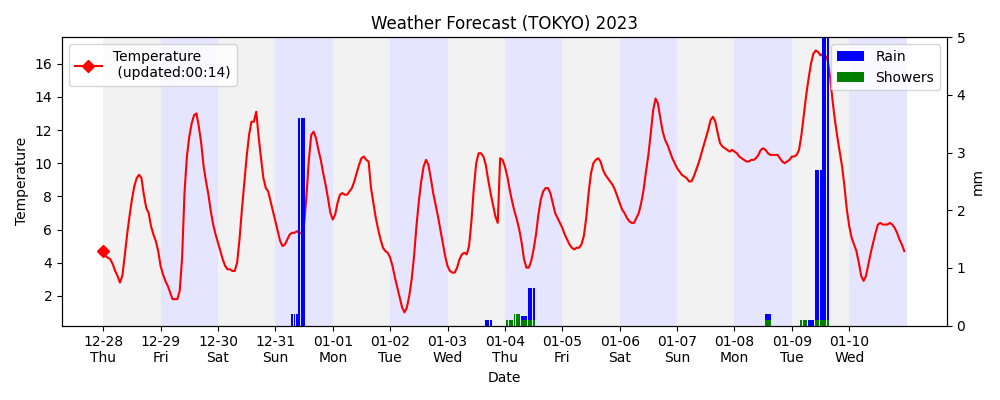 Weather Forecast (TOKYO) 2023
Temperature
(updated:00:14)
Rain
Showers
Temperature
16
14
12
10
8
6
4
2
5
4
3
2
1
0
mm
12-28 12-29 12-30 12-31 01-01 01-02 01-03 01-04 01-05 01-06 01-07 01-08 01-09 01-10
Thu Fri Sat Sun Mon Tue Wed Thu Fri Sat Sun Mon Tue Wed
Date